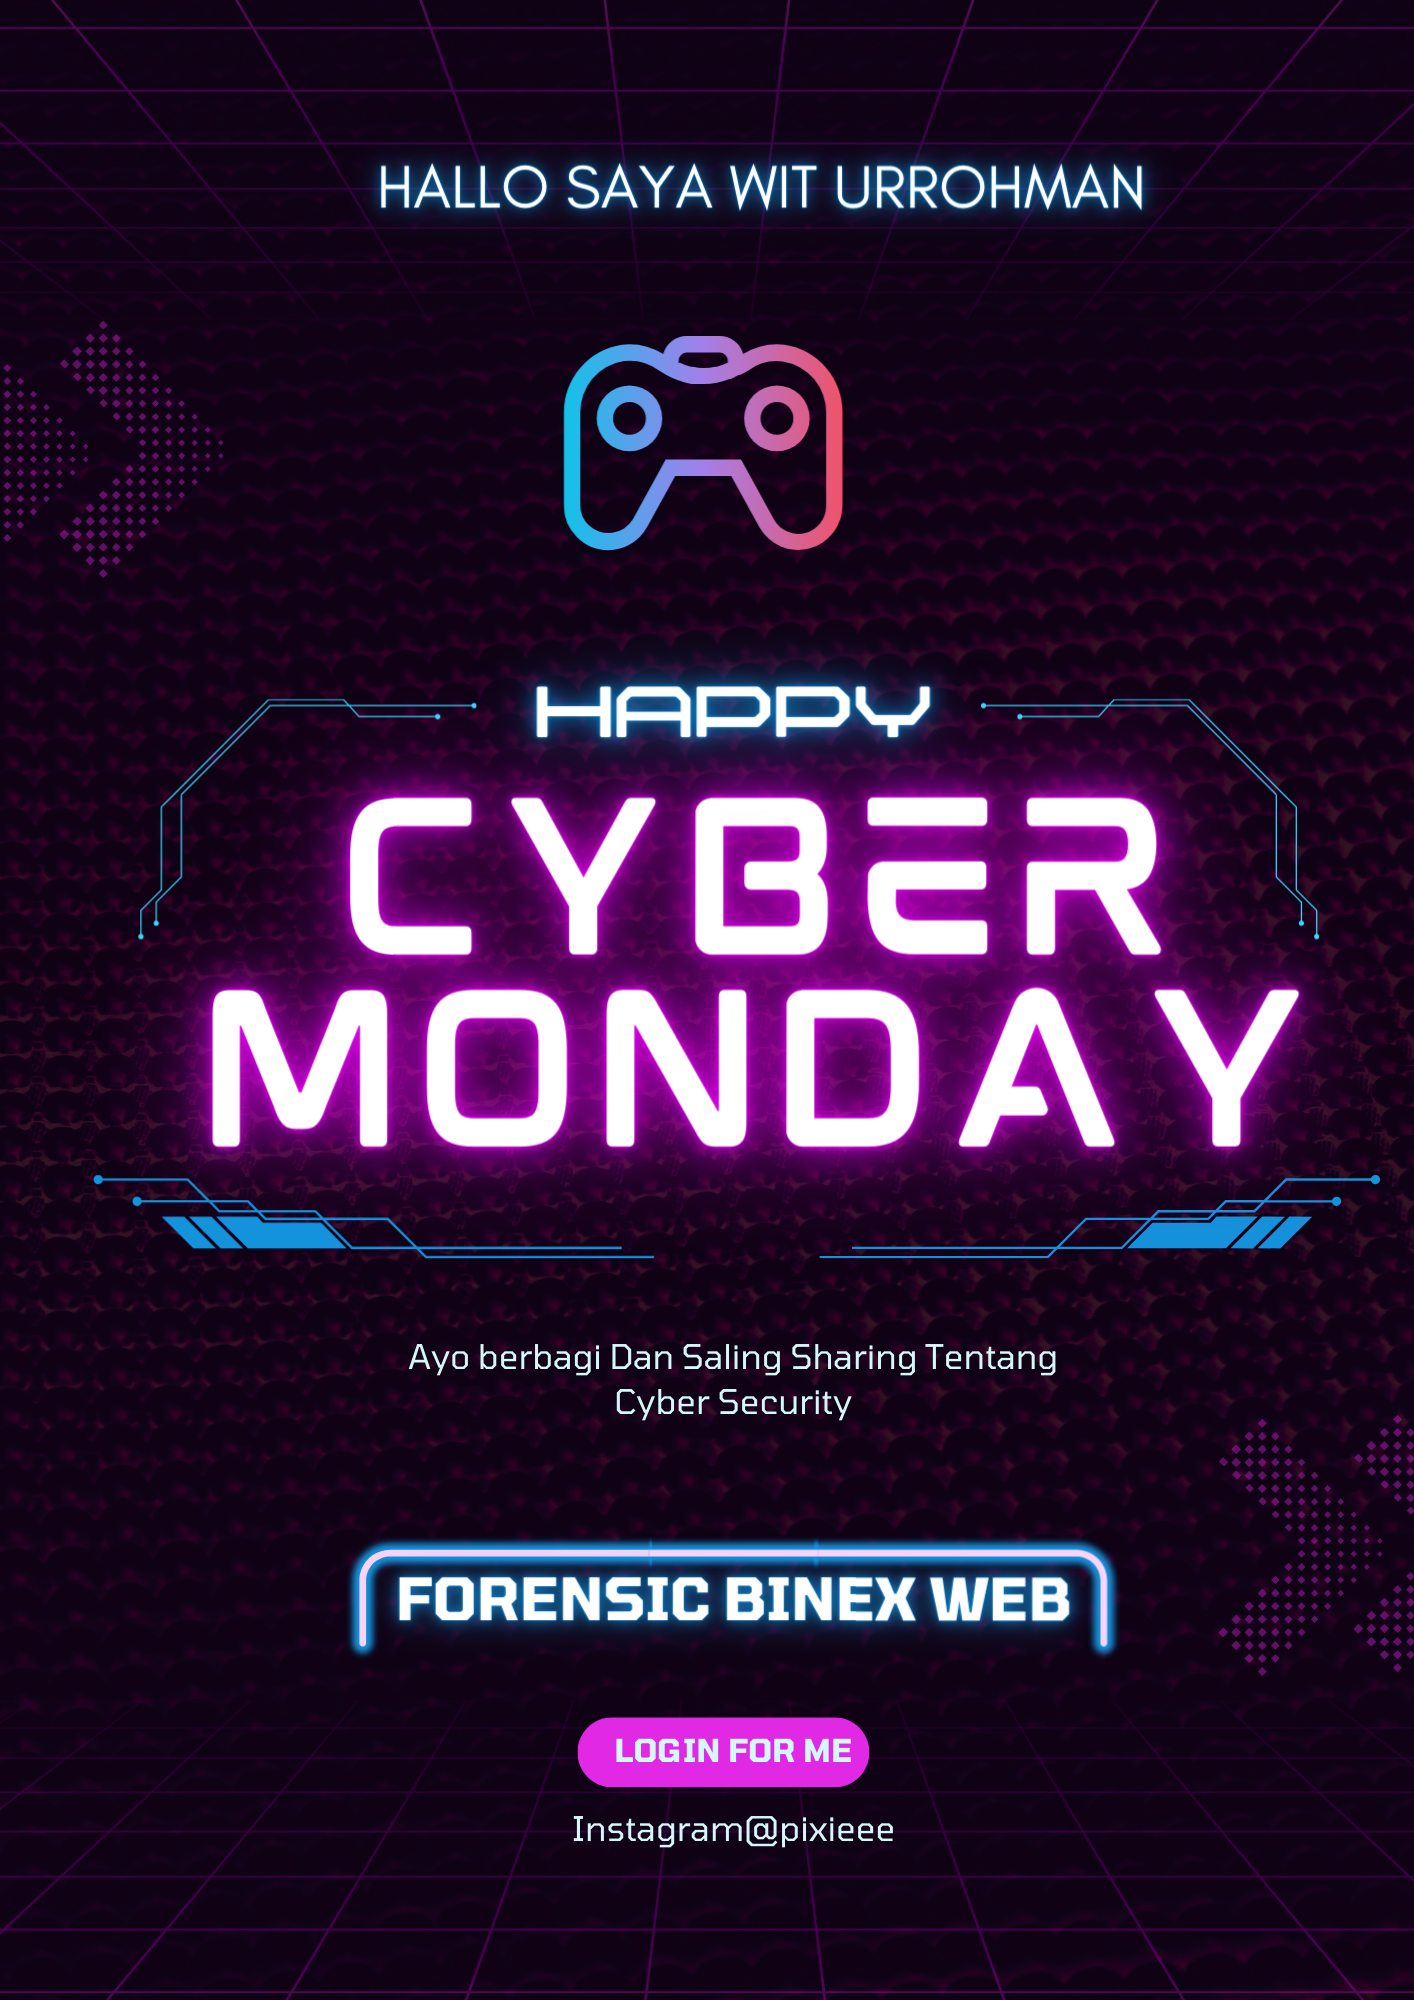 HALLO SAYA WIT URROHMAN
HAPPY
CYBER
MONDAY
Ayo berbagi Dan Saling Sharing Tentang
Cyber Security
FORENSIC BINEX WEB
LOGIN FOR ME
Instagram@pixieee